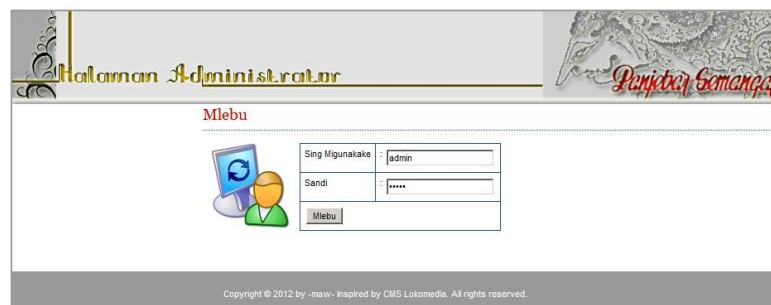 Halaman Administrator
Panjebar Semanga
Mlebu
Sing Migunakake : admin
Sandi : •••••
Mlebu
Copyright © 2012 by -maw- Inspired by CMS Lokomedia. All rights reserved.